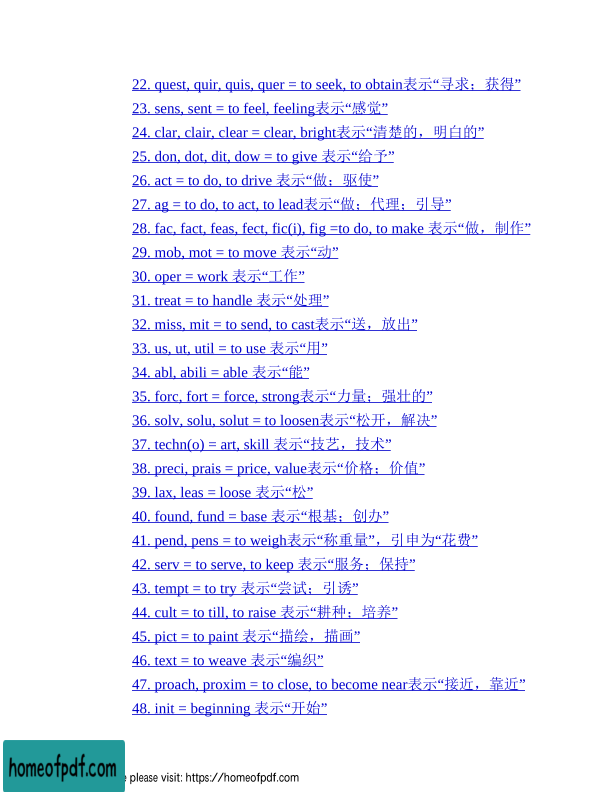 22. quest, quir, quis, quer = to seek, to obtain表示“寻求；获得”
23. sens, sent = to feel, feeling表示“感觉”
24. clar, clair, clear = clear, bright表示“清楚的，明白的”
25. don, dot, dit, dow = to give 表示“给予”
26. act = to do, to drive 表示“做；驱使”
27. ag = to do, to act, to lead表示“做；代理；引导”
28. fac, fact, feas, fect, fic(i), fig =to do, to make 表示“做，制作”
29. mob, mot = to move 表示“动”
30. oper = work 表示“工作”
31. treat = to handle 表示“处理”
32. miss, mit = to send, to cast表示“送，放出”
33. us, ut, util = to use 表示“用”
34. abl, abili = able 表示“能”
35. forc, fort = force, strong表示“力量；强壮的”
36. solv, solu, solut = to loosen表示“松开，解决”
37. techn(o) = art, skill 表示“技艺，技术”
38. preci, prais = price, value表示“价格；价值”
39. lax, leas = loose 表示“松”
40. found, fund = base 表示“根基；创办”
41. pend, pens = to weigh表示“称重量”，引申为“花费”
42. serv = to serve, to keep 表示“服务；保持”
43. tempt = to try 表示“尝试；引诱”
44. cult = to till, to raise 表示“耕种；培养”
45. pict = to paint 表示“描绘，描画”
46. text = to weave 表示“编织”
47. proach, proxim = to close, to become near表示“接近，靠近”
48. init = beginning 表示“开始”
homeofpdf.com
please visit: https://homeofpdf.com